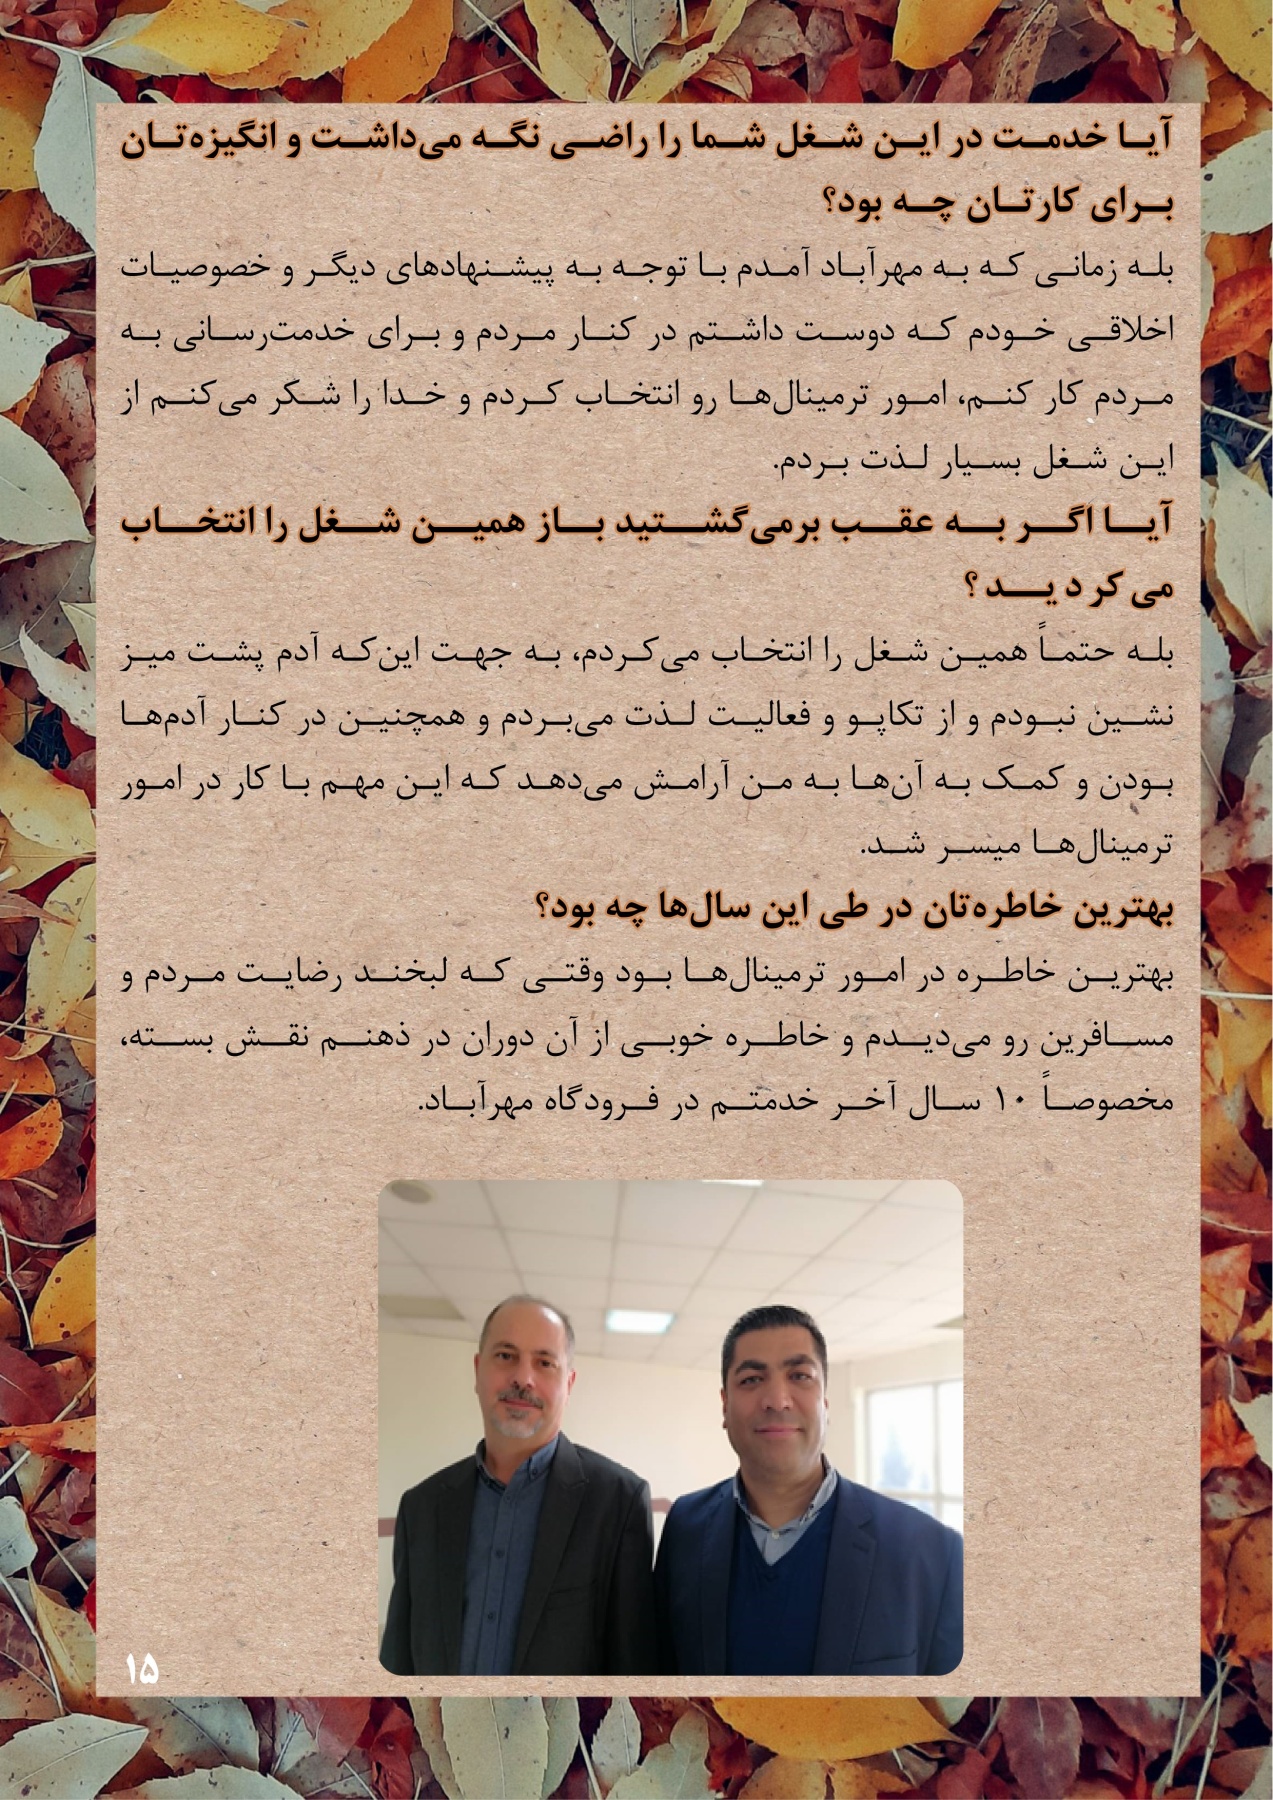 آیا خدمت در این شغل شما را راضی نگه می‌داشت و انگیزه‌تان
برای کارتان چه بود؟
بله زمانی که به مهرآباد آمدم با توجه به پیشنهادهای دیگر و خصوصیات
اخلاقی خودم که دوست داشتم در کنار مردم و برای خدمت‌رسانی به
مردم کار کنم، امور ترمینال‌ها رو انتخاب کردم و خدا را شکر می‌کنم از
این شغل بسیار لذت بردم.
آیا اگر به عقب برمی‌گشتید باز همین شغل را انتخاب
می‌کردید؟
بله حتماً همین شغل را انتخاب می‌کردم، به جهت این‌که آدم پشت میز
نشین نبودم و از تکاپو و فعالیت لذت می‌بردم و همچنین در کنار آدم‌ها
بودن و کمک به آن‌ها به من آرامش می‌دهد که این مهم با کار در امور
ترمینال‌ها میسر شد.
بهترین خاطره‌تان در طی این سال‌ها چه بود؟
بهترین خاطره در امور ترمینال‌ها بود وقتی که لبخند رضایت مردم و
مسافرین رو می‌دیدم و خاطره خوبی از آن دوران در ذهنم نقش بسته،
مخصوصاً ۱۰ سال آخر خدمتم در فرودگاه مهرآباد.
۱۵